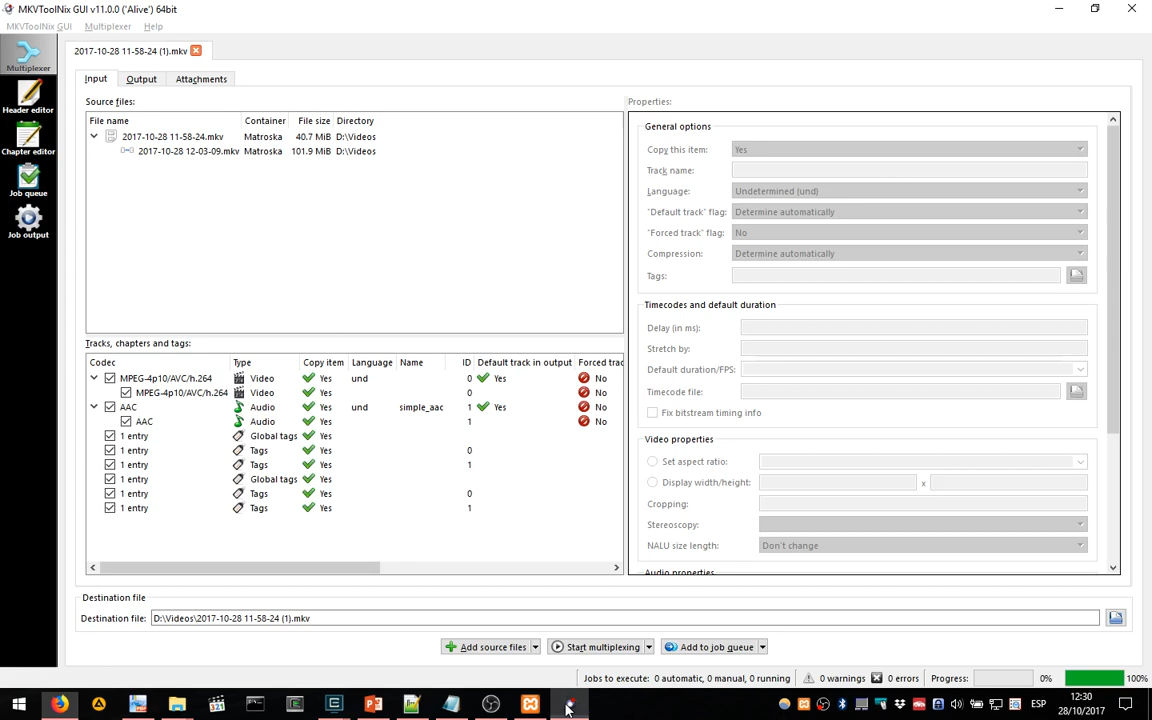 MKVToolNix GUI v11.0.0 ('Alive') 64bit
MKVToolNix GUI Multiplexer Help
Multiplexer
Header editor
Chapter editor
Job queue
Job output
2017-10-28 11-58-24 (1).mkv
Input Output Attachments
Source files:
File name Container File size Directory
2017-10-28 11-58-24.mkv Matroska 40.7 MiB D:\Videos
2017-10-28 12-03-09.mkv Matroska 101.9 MiB D:\Videos
Tracks, chapters and tags:
Codec Type Copy item Language Name ID Default track in output Forced trac
MPEG-4p10/AVC/h.264 Video Yes und 0 Yes No
MPEG-4p10/AVC/h.264 Video Yes 0 No
AAC Audio Yes und simple_aac 1 Yes No
AAC Audio Yes 1 No
1 entry Global tags Yes
1 entry Tags Yes 0
1 entry Tags Yes 1
1 entry Global tags Yes
1 entry Tags Yes 0
1 entry Tags Yes 1
Properties:
General options
Copy this item: Yes
Track name:
Language: Undetermined (und)
"Default track" flag: Determine automatically
"Forced track" flag: No
Compression: Determine automatically
Tags:
Timecodes and default duration
Delay (in ms):
Stretch by:
Default duration/FPS:
Timecode file:
Fix bitstream timing info
Video properties
Set aspect ratio:
Display width/height: x
Cropping:
Stereoscopy:
NALU size length: Don't change
Audio properties
Destination file
Destination file: D:\Videos\2017-10-28 11-58-24 (1).mkv
Add source files Start multiplexing Add to job queue
Jobs to execute: 0 automatic, 0 manual, 0 running 0 warnings 0 errors Progress: 0% 100%
ESP
12:30
28/10/2017